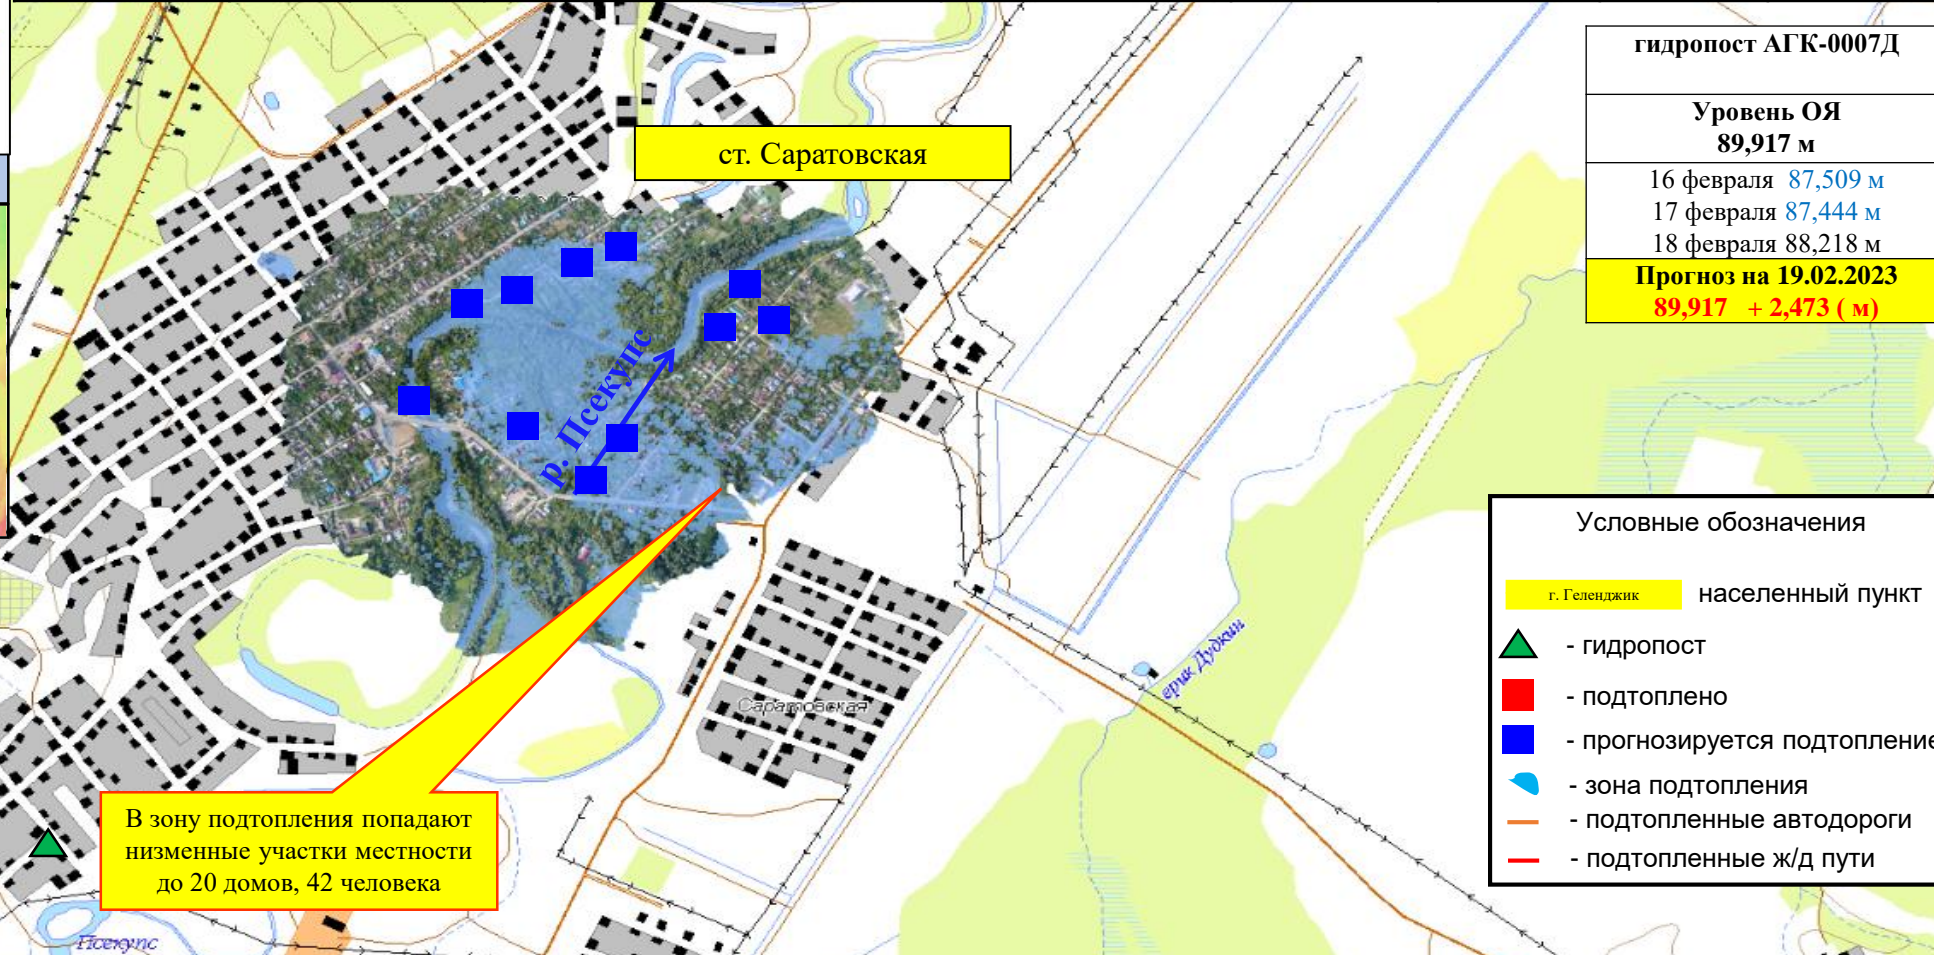 гидропост АГК-0007Д
Уровень ОЯ
89,917 м
16 февраля 87,509 м
17 февраля 87,444 м
18 февраля 88,218 м
Прогноз на 19.02.2023
89,917 + 2,473 ( м)
ст. Саратовская
р. Псекупс
Условные обозначения
г. Геленджик населенный пункт
- гидропост
- подтоплено
- прогнозируется подтопление
- зона подтопления
- подтопленные автодороги
- подтопленные ж/д пути
ерик Дудкин
Саратовская
В зону подтопления попадают
низменные участки местности
до 20 домов, 42 человека
Псекупс